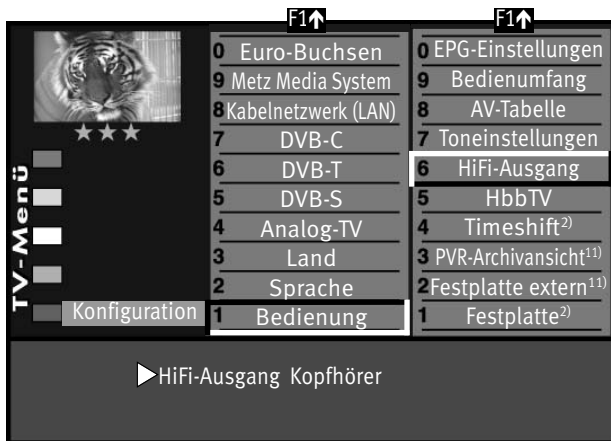 F1↑ F1↑
0 Euro-Buchsen
9 Metz Media System
8 Kabelnetzwerk (LAN)
7 DVB-C
6 DVB-T
5 DVB-S
4 Analog-TV
3 Land
2 Sprache
1 Bedienung
0 EPG-Einstellungen
9 Bedienumfang
8 AV-Tabelle
7 Toneinstellungen
6 HiFi-Ausgang
5 HbbTV
4 Timeshift²⁾
3 PVR-Archivansicht¹¹⁾
2 Festplatte extern¹¹⁾
1 Festplatte²⁾
TV-Menü
Konfiguration
HiFi-Ausgang Kopfhörer